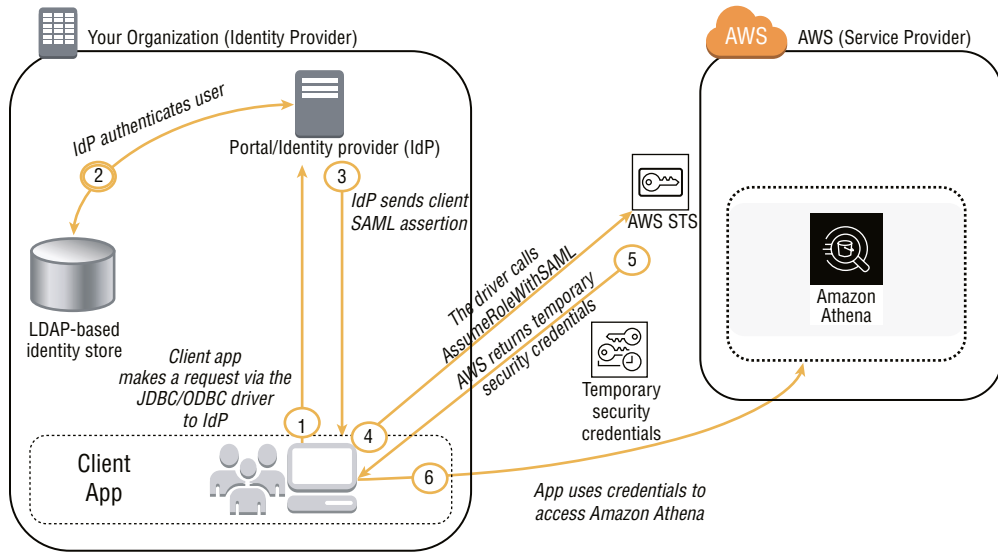 Your Organization (Identity Provider)
AWS
AWS (Service Provider)
IdP authenticates user
Portal/Identity provider (IdP)
2
3
IdP sends client
SAML assertion
AWS STS
LDAP-based
identity store
The driver calls
AssumeRoleWithSAML
5
AWS returns temporary
security credentials
Amazon
Athena
Client app
makes a request via the
JDBC/ODBC driver
to IdP
Temporary
security
credentials
1
4
Client
App
6
App uses credentials to
access Amazon Athena